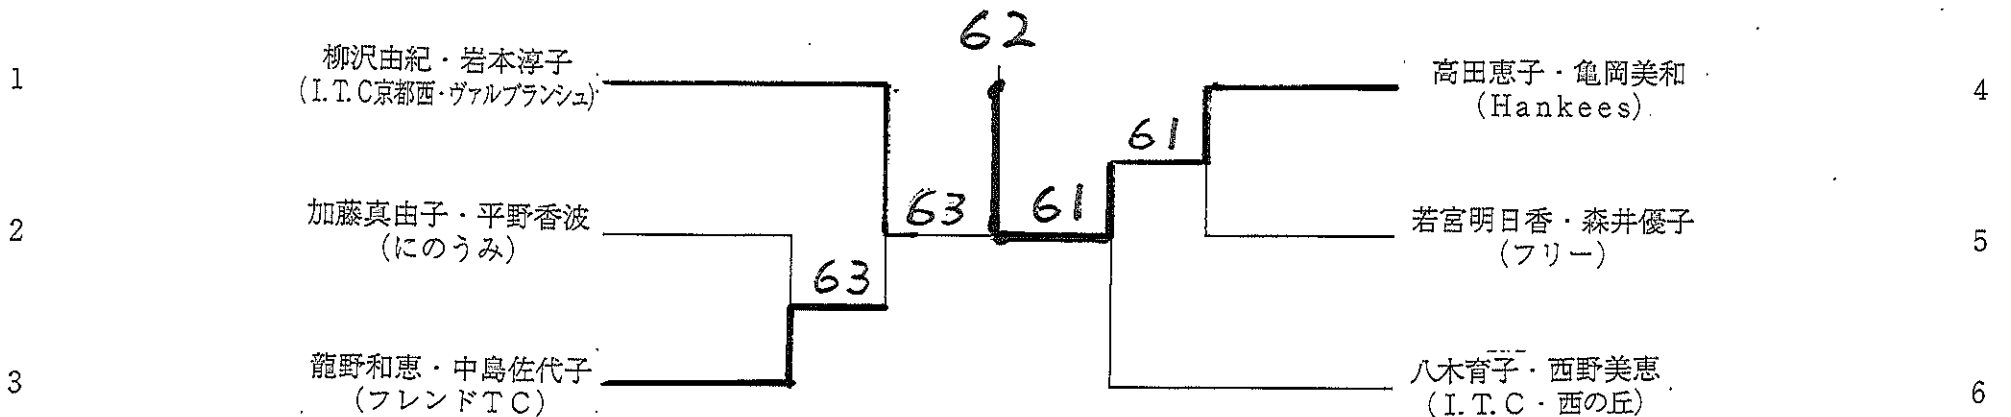 62
1
柳沢由紀・岩本淳子
(I.T.C京都西・ヴァルブランシュ)
高田恵子・亀岡美和
(Hankees)
4
61
2
加藤真由子・平野香波
(にのうみ)
63
61
若宮明日香・森井優子
(フリー)
5
63
3
龍野和恵・中島佐代子
(フレンドTC)
八木育子・西野美恵
(I.T.C・西の丘)
6